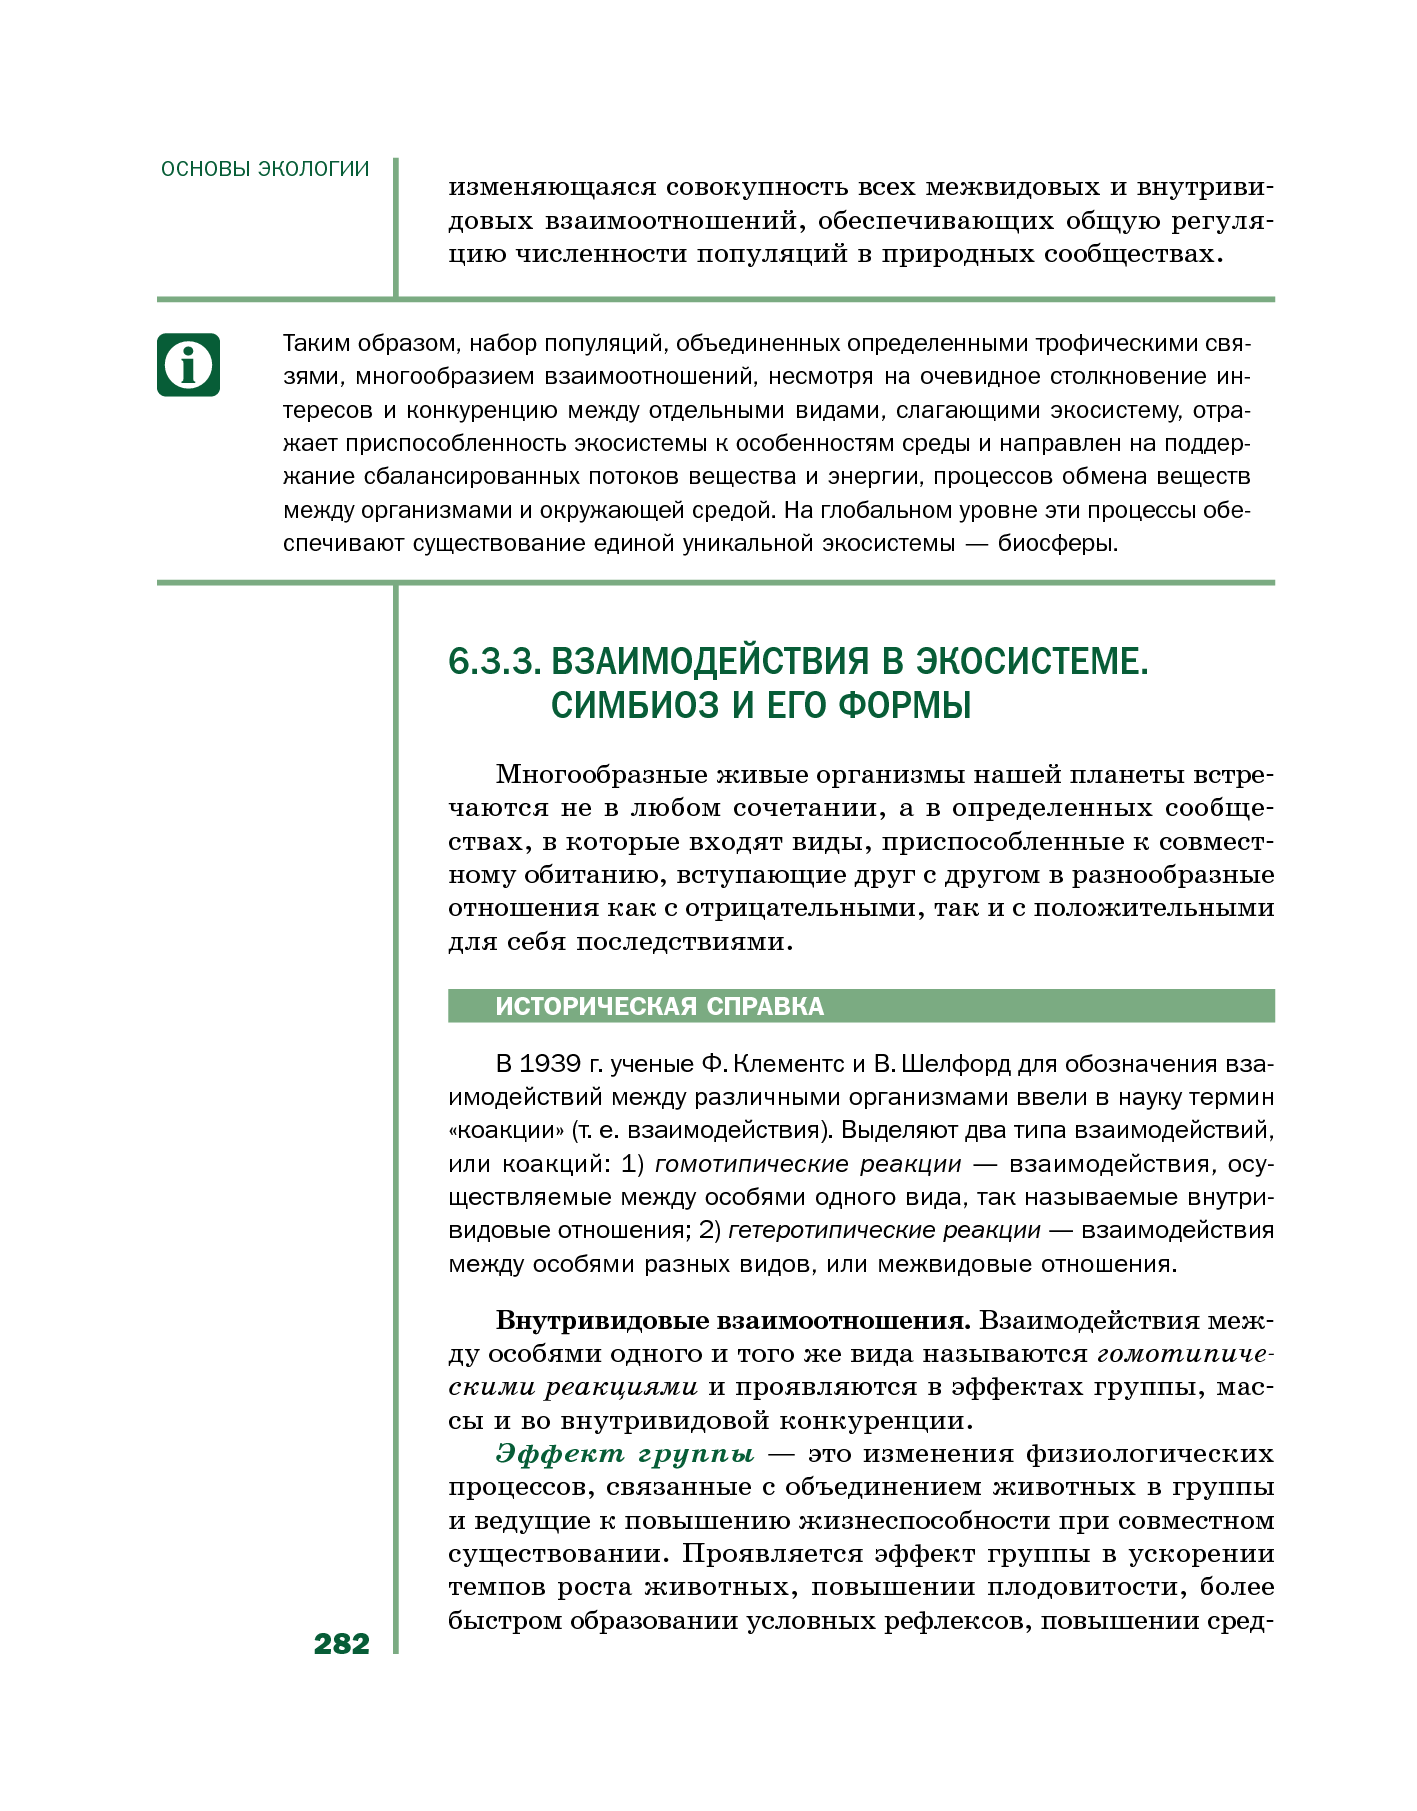 ОСНОВЫ ЭКОЛОГИИ
изменяющаяся совокупность всех межвидовых и внутриви-
довых взаимоотношений, обеспечивающих общую регуля-
цию численности популяций в природных сообществах.
i
Таким образом, набор популяций, объединенных определенными трофическими свя-
зями, многообразием взаимоотношений, несмотря на очевидное столкновение ин-
тересов и конкуренцию между отдельными видами, слагающими экосистему, отра-
жает приспособленность экосистемы к особенностям среды и направлен на поддер-
жание сбалансированных потоков вещества и энергии, процессов обмена веществ
между организмами и окружающей средой. На глобальном уровне эти процессы обе-
спечивают существование единой уникальной экосистемы — биосферы.
6.3.3. ВЗАИМОДЕЙСТВИЯ В ЭКОСИСТЕМЕ.
СИМБИОЗ И ЕГО ФОРМЫ
Многообразные живые организмы нашей планеты встре-
чаются не в любом сочетании, а в определенных сообще-
ствах, в которые входят виды, приспособленные к совмест-
ному обитанию, вступающие друг с другом в разнообразные
отношения как с отрицательными, так и с положительными
для себя последствиями.
ИСТОРИЧЕСКАЯ СПРАВКА
В 1939 г. ученые Ф. Клементс и В. Шелфорд для обозначения вза-
имодействий между различными организмами ввели в науку термин
«коакции» (т. е. взаимодействия). Выделяют два типа взаимодействий,
или коакций: 1) гомотипические реакции — взаимодействия, осу-
ществляемые между особями одного вида, так называемые внутри-
видовые отношения; 2) гетеротипические реакции — взаимодействия
между особями разных видов, или межвидовые отношения.
Внутривидовые взаимоотношения. Взаимодействия меж-
ду особями одного и того же вида называются гомотипиче-
скими реакциями и проявляются в эффектах группы, мас-
сы и во внутривидовой конкуренции.
Эффект группы — это изменения физиологических
процессов, связанные с объединением животных в группы
и ведущие к повышению жизнеспособности при совместном
существовании. Проявляется эффект группы в ускорении
темпов роста животных, повышении плодовитости, более
быстром образовании условных рефлексов, повышении сред-
282